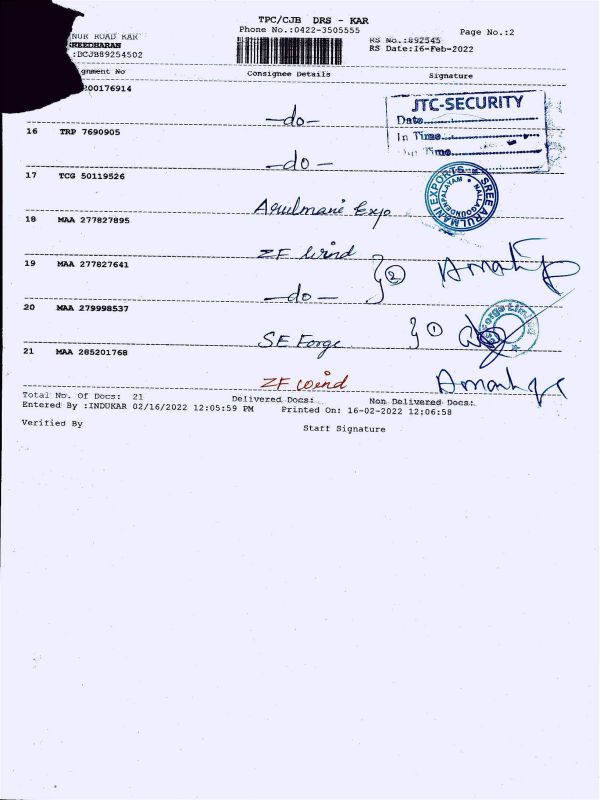 TPC/CJB DRS - KAR
Phone No.:0422-3505555
Page No.:2
NUR ROAD KAR
SREEDHARAN
:DCJB89254502
RS No.:892545
RS Date:16-Feb-2022
gnment No Consignee Details Signature
200176914
-do-
JTC-SECURITY
Date
In Time
Time
16 TRP 7690905
-do-
17 TCG 50119526
Arulmani Expo
SREE ARULMANI EXPORTS
NALLAGOUNDENPALAYAM
18 MAA 277827895
ZF Wind
19 MAA 277827641
-do-
2
20 MAA 279998537
SE Forge
1
21 MAA 285201768
ZF Wind
Total No. Of Docs: 21 Delivered Docs: Non Delivered Docs:
Entered By :INDUKAR 02/16/2022 12:05:59 PM Printed On: 16-02-2022 12:06:58
Verified By
Staff Signature